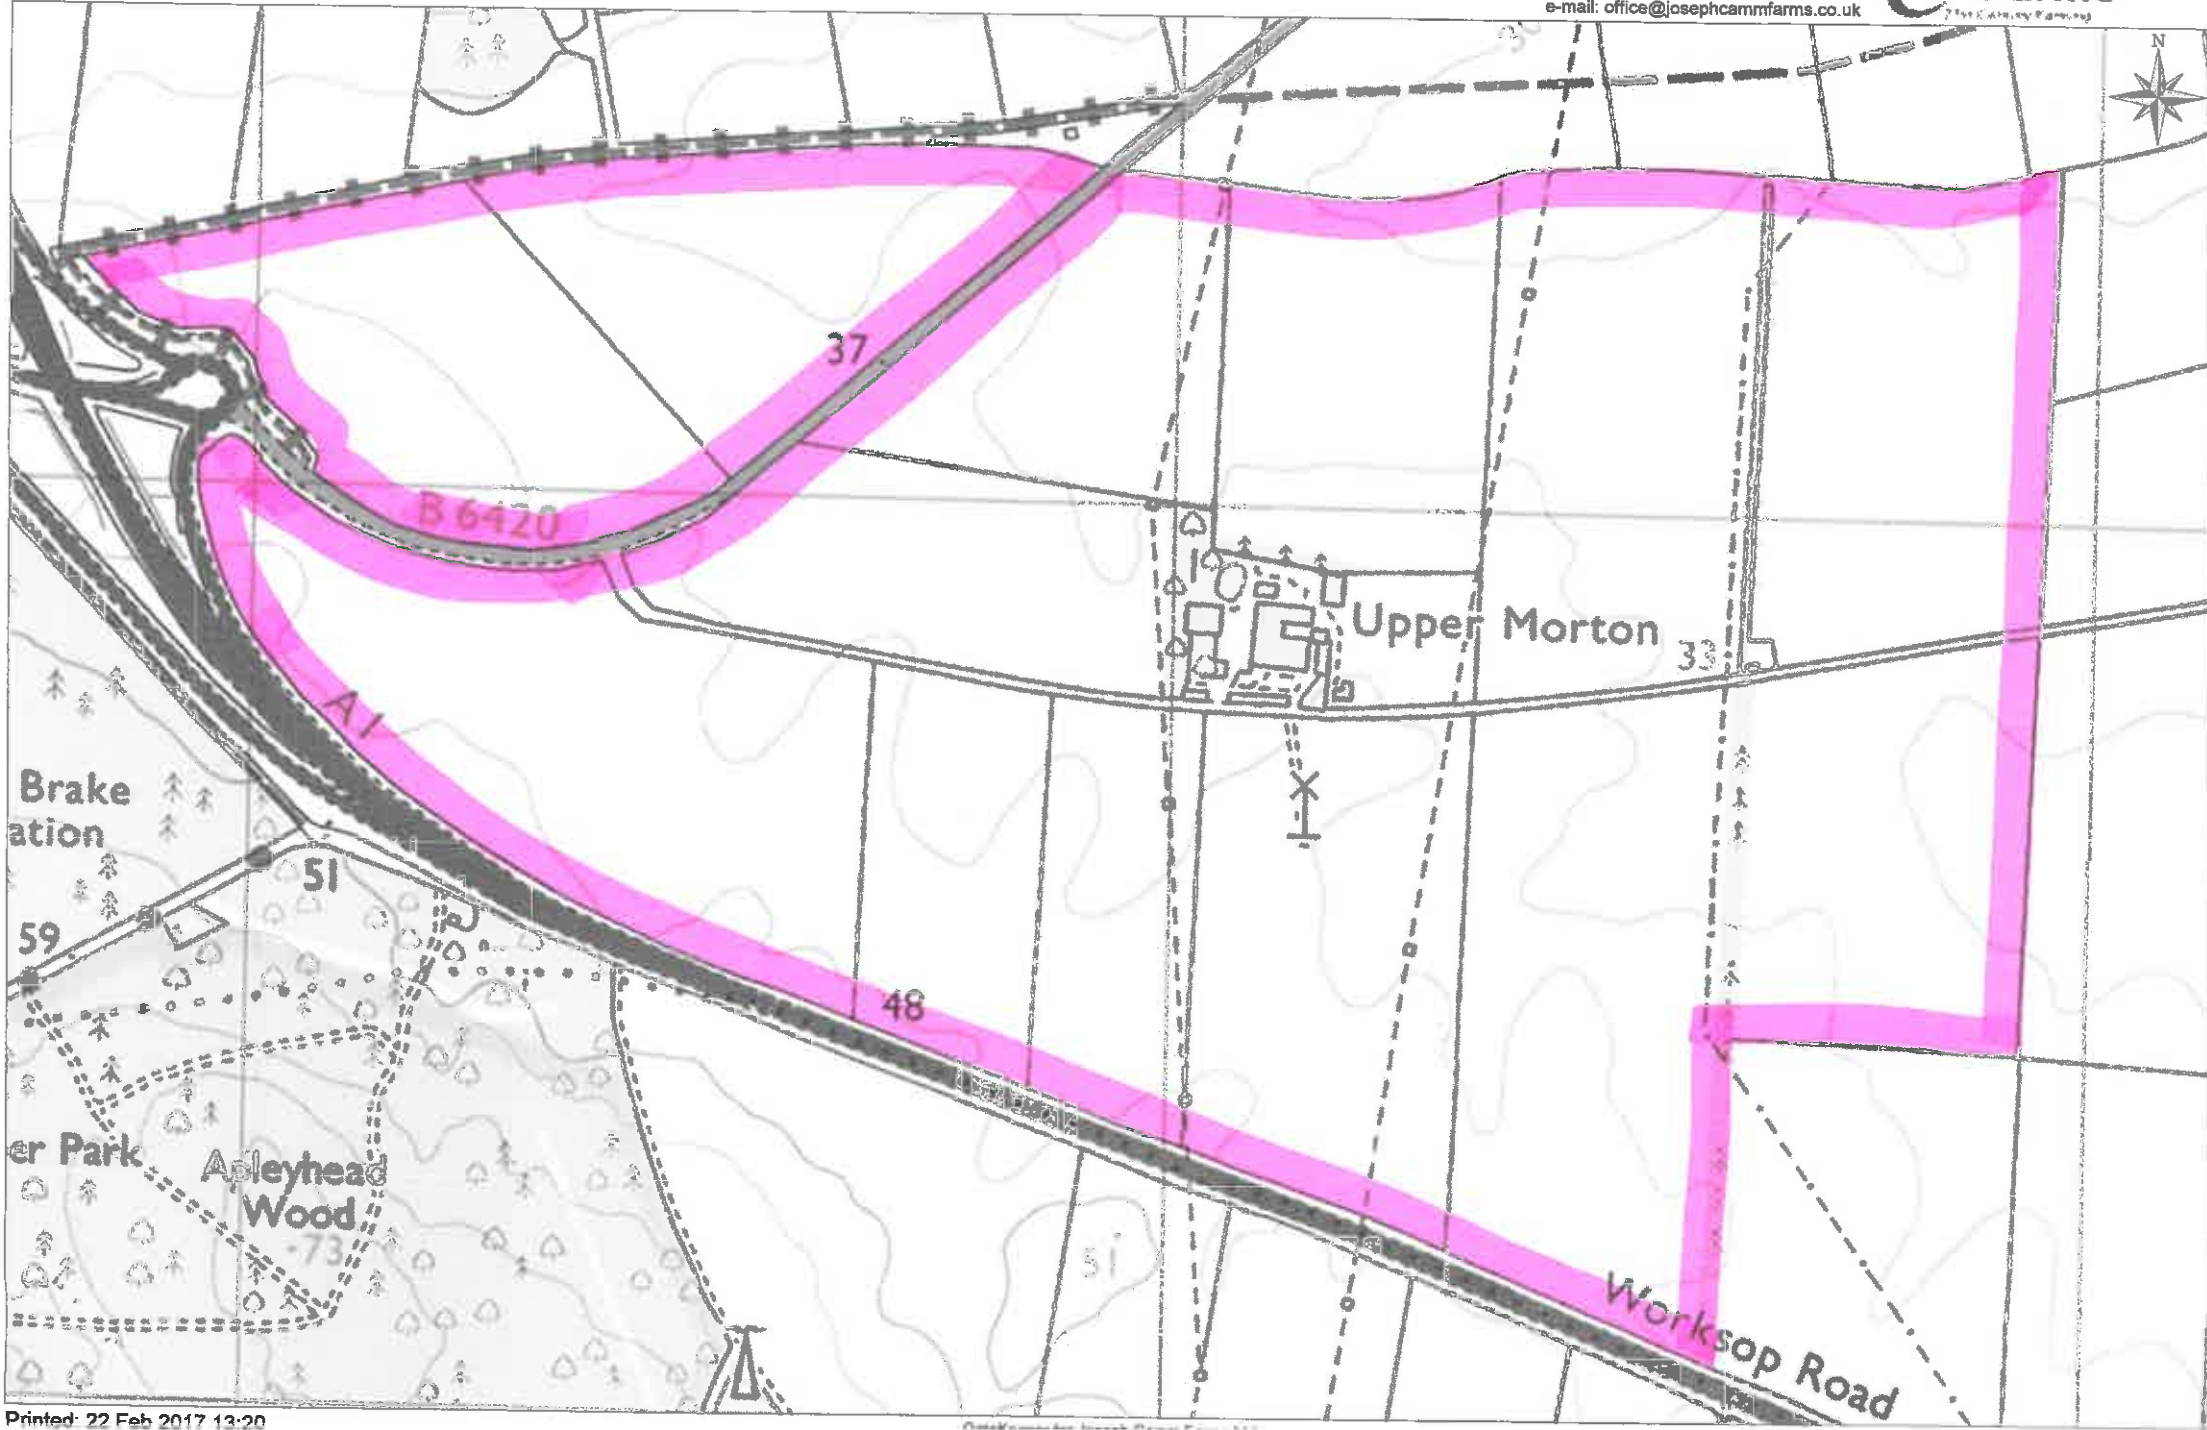 e-mail: office@josephcammfarms.co.uk
N
37
B 6420
Upper Morton
33
A1
Brake
ation
51
59
48
er Park
Apleyhead
Wood
73
51
Worksop Road
Printed: 22 Feb 2017 13:20